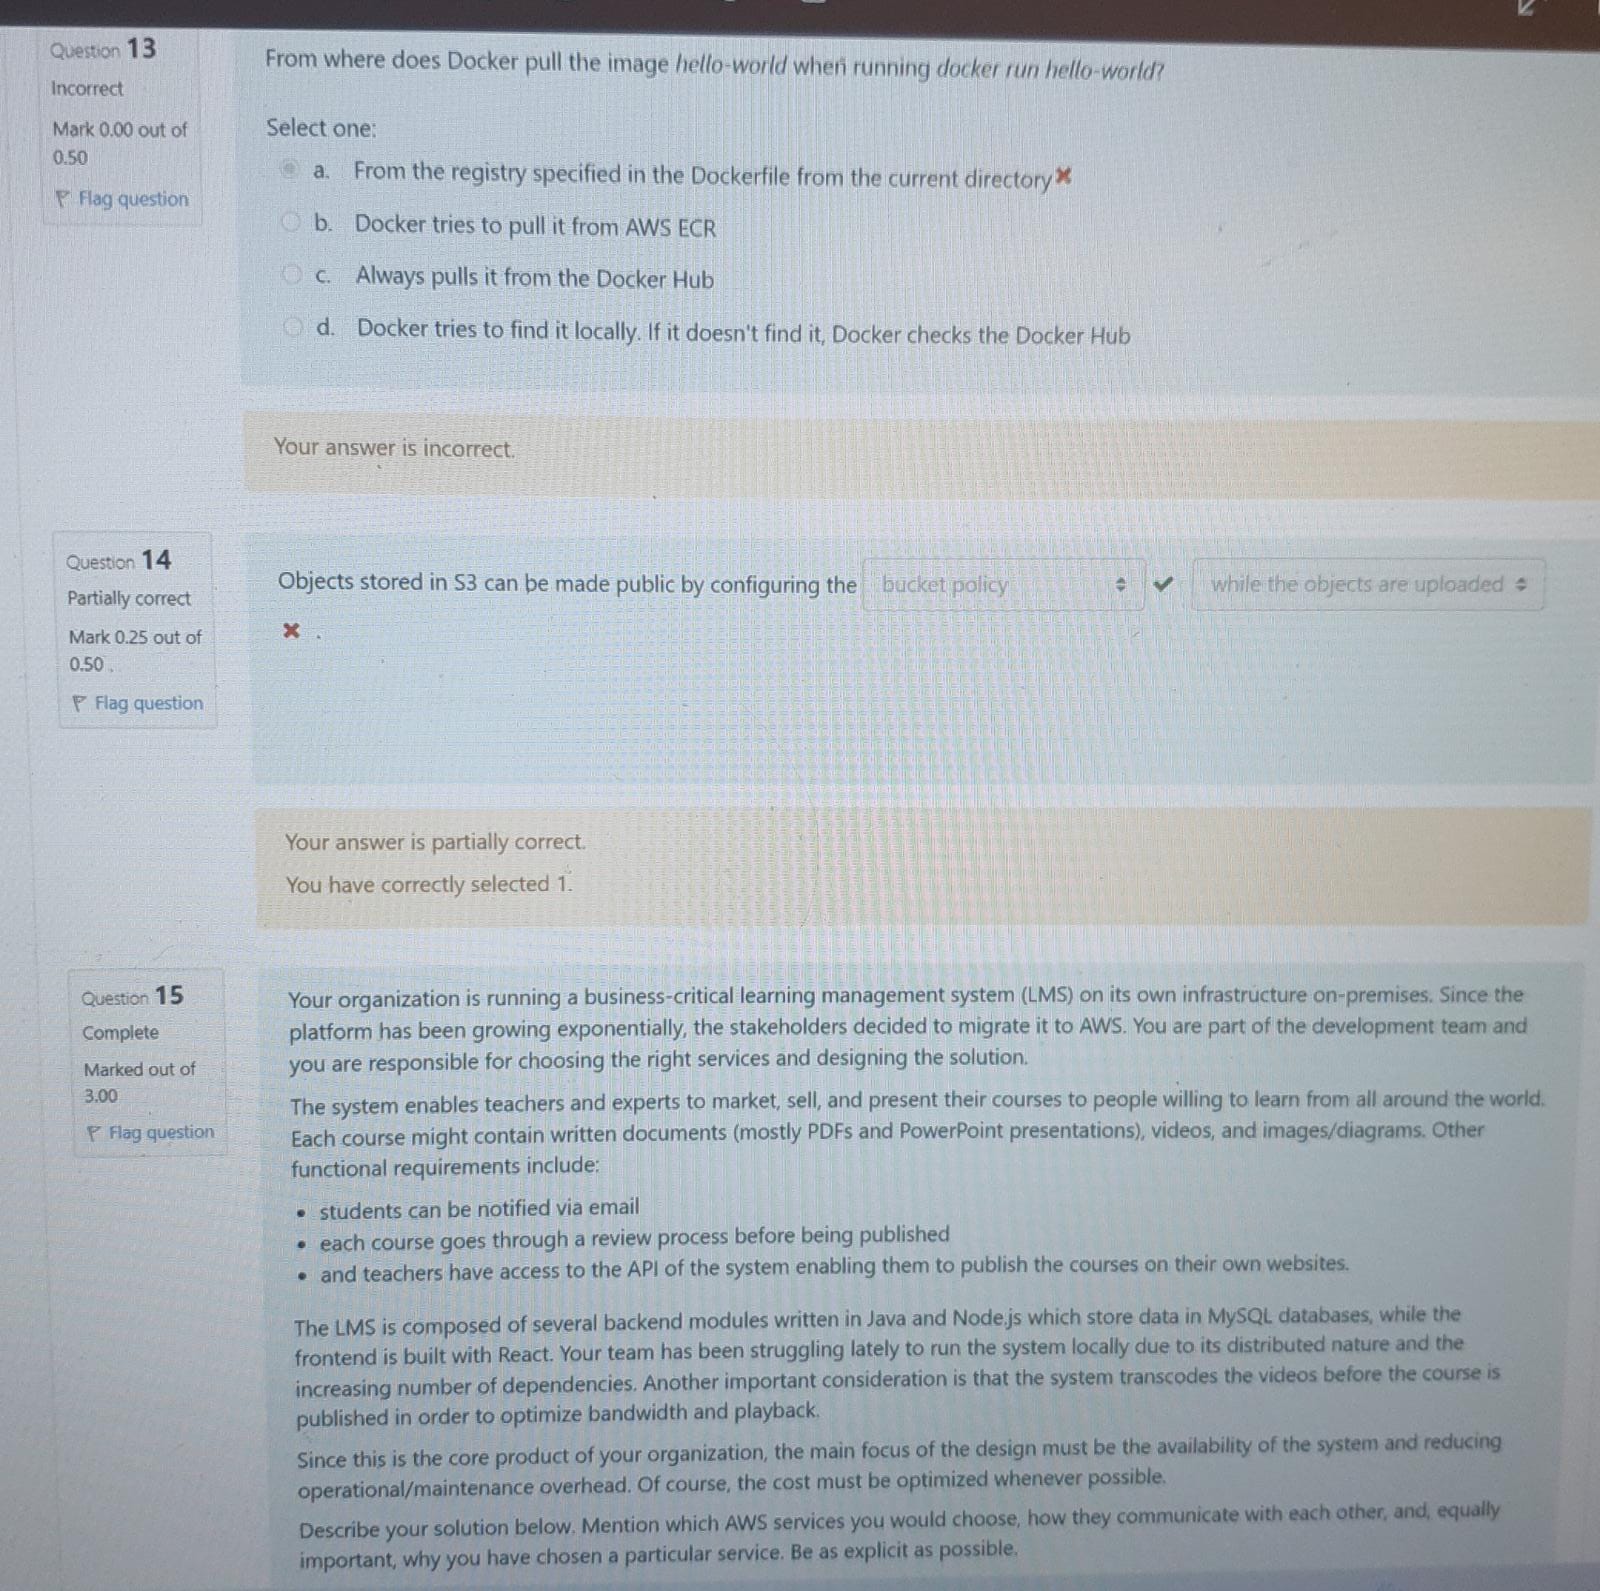 Question 13
Incorrect
Mark 0.00 out of
0.50
Flag question
From where does Docker pull the image hello-world when running docker run hello-world?
Select one:
a. From the registry specified in the Dockerfile from the current directory
b. Docker tries to pull it from AWS ECR
c. Always pulls it from the Docker Hub
d. Docker tries to find it locally. If it doesn't find it, Docker checks the Docker Hub
Your answer is incorrect.
Question 14
Partially correct
Mark 0.25 out of
0.50
Flag question
Objects stored in S3 can be made public by configuring the bucket policy while the objects are uploaded
.
Your answer is partially correct.
You have correctly selected 1.
Question 15
Complete
Marked out of
3.00
Flag question
Your organization is running a business-critical learning management system (LMS) on its own infrastructure on-premises. Since the
platform has been growing exponentially, the stakeholders decided to migrate it to AWS. You are part of the development team and
you are responsible for choosing the right services and designing the solution.
The system enables teachers and experts to market, sell, and present their courses to people willing to learn from all around the world.
Each course might contain written documents (mostly PDFs and PowerPoint presentations), videos, and images/diagrams. Other
functional requirements include:
• students can be notified via email
• each course goes through a review process before being published
• and teachers have access to the API of the system enabling them to publish the courses on their own websites.
The LMS is composed of several backend modules written in Java and Node.js which store data in MySQL databases, while the
frontend is built with React. Your team has been struggling lately to run the system locally due to its distributed nature and the
increasing number of dependencies. Another important consideration is that the system transcodes the videos before the course is
published in order to optimize bandwidth and playback.
Since this is the core product of your organization, the main focus of the design must be the availability of the system and reducing
operational/maintenance overhead. Of course, the cost must be optimized whenever possible.
Describe your solution below. Mention which AWS services you would choose, how they communicate with each other, and, equally
important, why you have chosen a particular service. Be as explicit as possible.